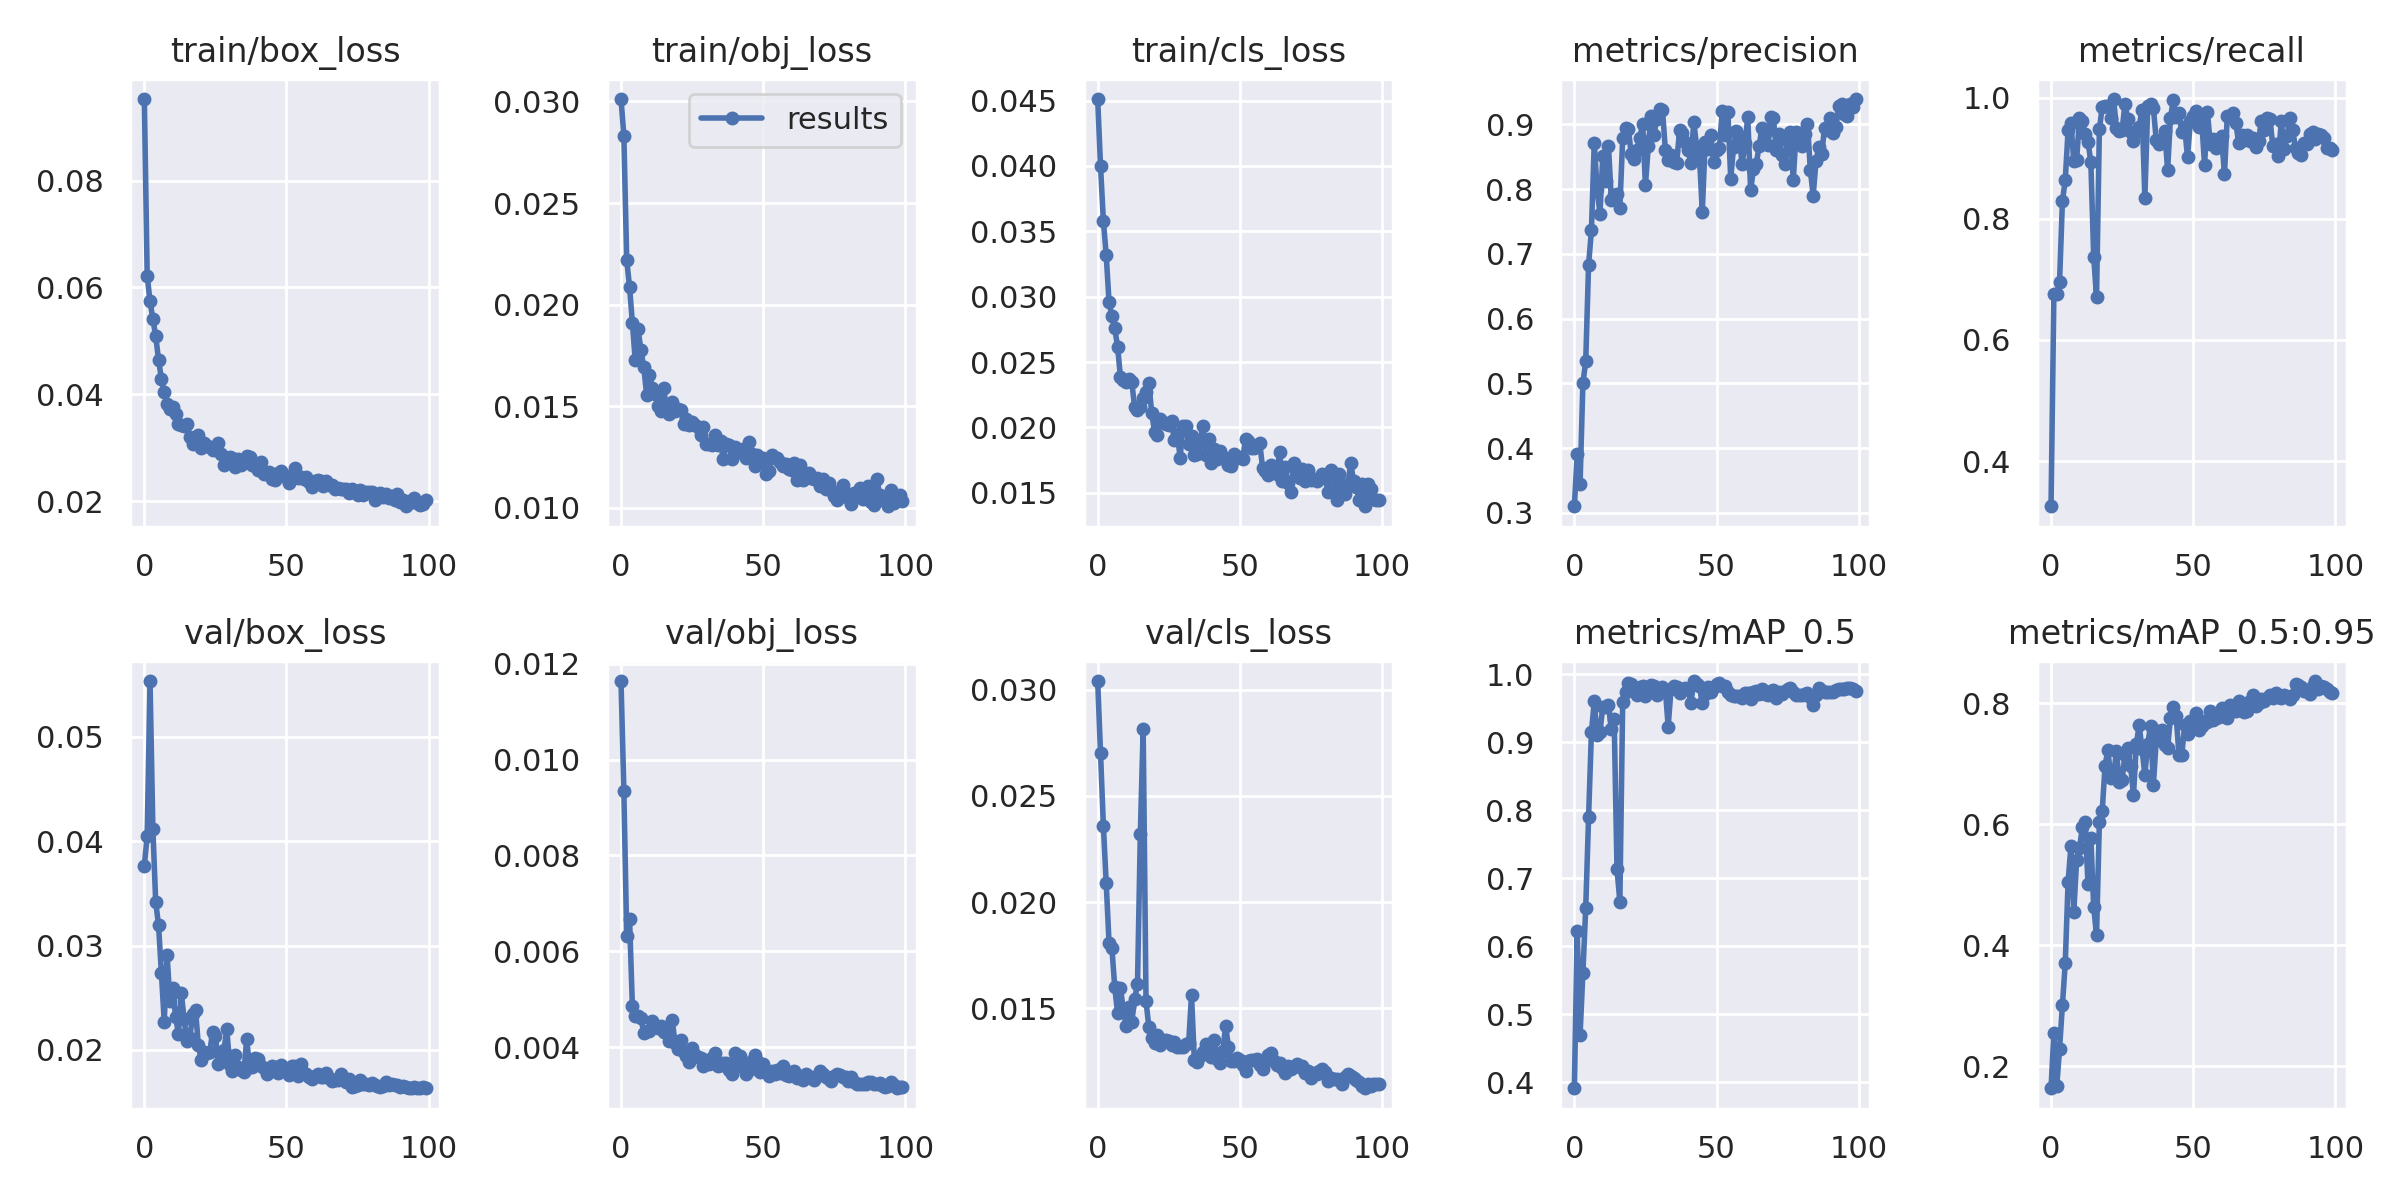 train/box_loss
0.08
0.06
0.04
0.02
0 50 100
train/obj_loss
results
0.030
0.025
0.020
0.015
0.010
0 50 100
train/cls_loss
0.045
0.040
0.035
0.030
0.025
0.020
0.015
0 50 100
metrics/precision
0.9
0.8
0.7
0.6
0.5
0.4
0.3
0 50 100
metrics/recall
1.0
0.8
0.6
0.4
0 50 100
val/box_loss
0.05
0.04
0.03
0.02
0 50 100
val/obj_loss
0.012
0.010
0.008
0.006
0.004
0 50 100
val/cls_loss
0.030
0.025
0.020
0.015
0 50 100
metrics/mAP_0.5
1.0
0.9
0.8
0.7
0.6
0.5
0.4
0 50 100
metrics/mAP_0.5:0.95
0.8
0.6
0.4
0.2
0 50 100